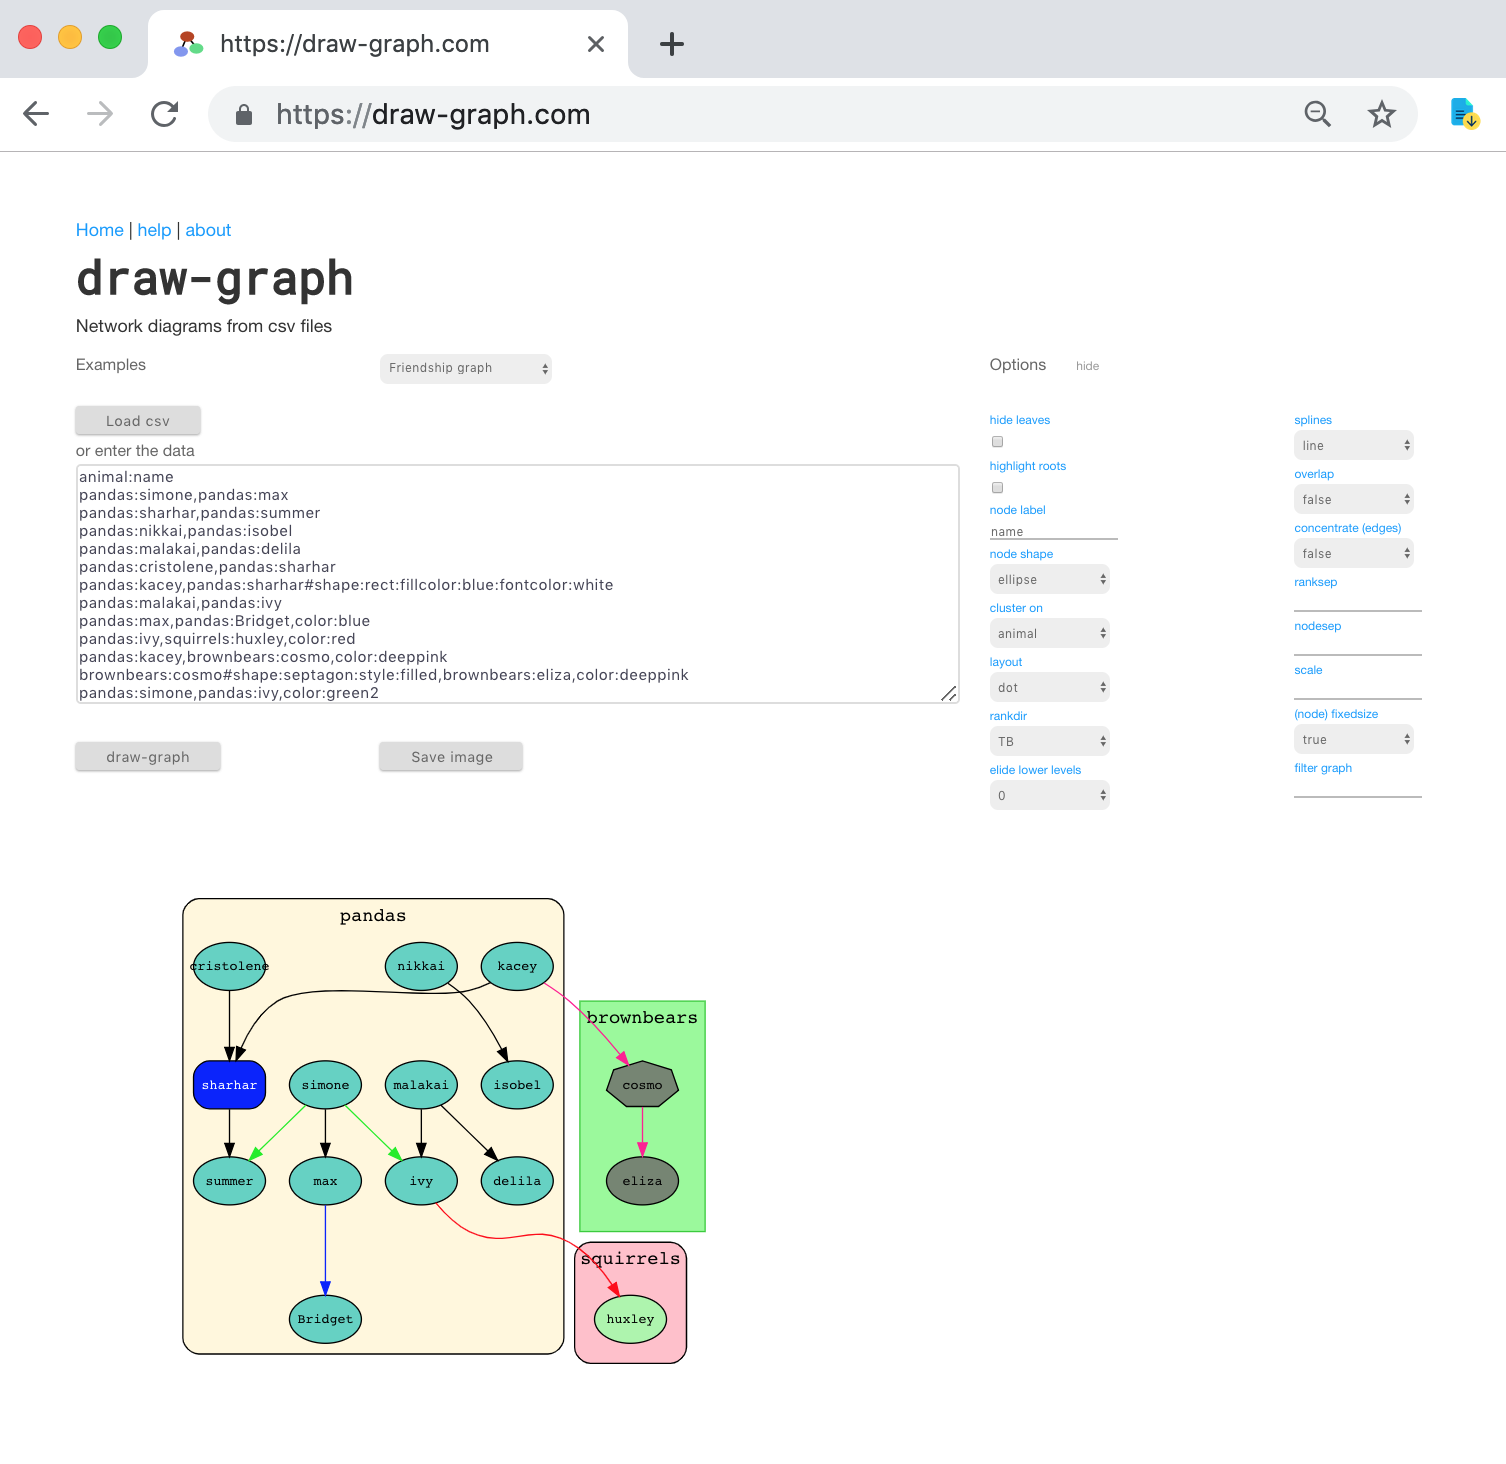 https://draw-graph.com
https://draw-graph.com
Home | help | about
draw-graph
Network diagrams from csv files
Examples
Friendship graph
Options
hide
Load csv
or enter the data
animal:name
pandas:simone,pandas:max
pandas:sharhar,pandas:summer
pandas:nikkai,pandas:isobel
pandas:malakai,pandas:delila
pandas:cristolene,pandas:sharhar
pandas:kacey,pandas:sharhar#shape:rect:fillcolor:blue:fontcolor:white
pandas:malakai,pandas:ivy
pandas:max,pandas:Bridget,color:blue
pandas:ivy,squirrels:huxley,color:red
pandas:kacey,brownbears:cosmo,color:deeppink
brownbears:cosmo#shape:septagon:style:filled,brownbears:eliza,color:deeppink
pandas:simone,pandas:ivy,color:green2
draw-graph
Save image
hide leaves
highlight roots
node label
name
node shape
ellipse
cluster on
animal
layout
dot
rankdir
TB
elide lower levels
0
splines
line
overlap
false
concentrate (edges)
false
ranksep
nodesep
scale
(node) fixedsize
true
filter graph
pandas
cristolene
nikkai
kacey
brownbears
sharhar
simone
malakai
isobel
cosmo
summer
max
ivy
delila
eliza
squirrels
Bridget
huxley